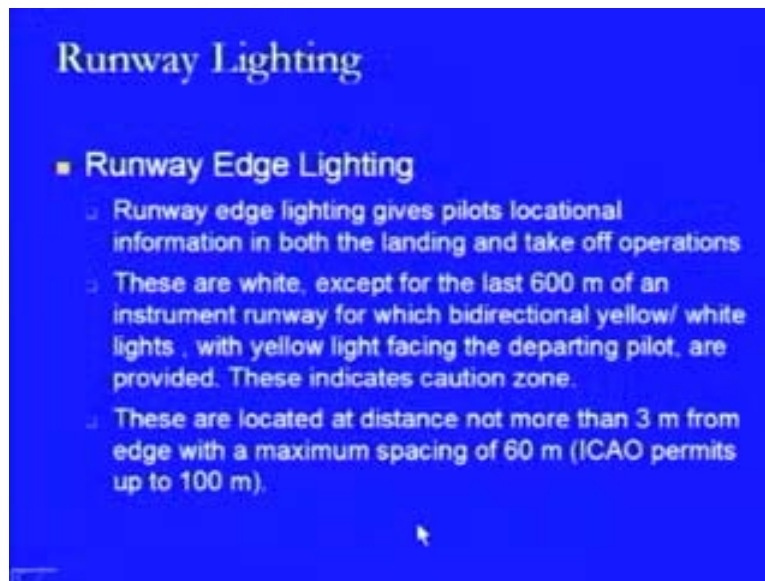 Runway Lighting
Runway Edge Lighting
Runway edge lighting gives pilots locational
information in both the landing and take off operations
These are white, except for the last 600 m of an
instrument runway for which bidirectional yellow/ white
lights , with yellow light facing the departing pilot, are
provided. These indicates caution zone.
These are located at distance not more than 3 m from
edge with a maximum spacing of 60 m (ICAO permits
up to 100 m).